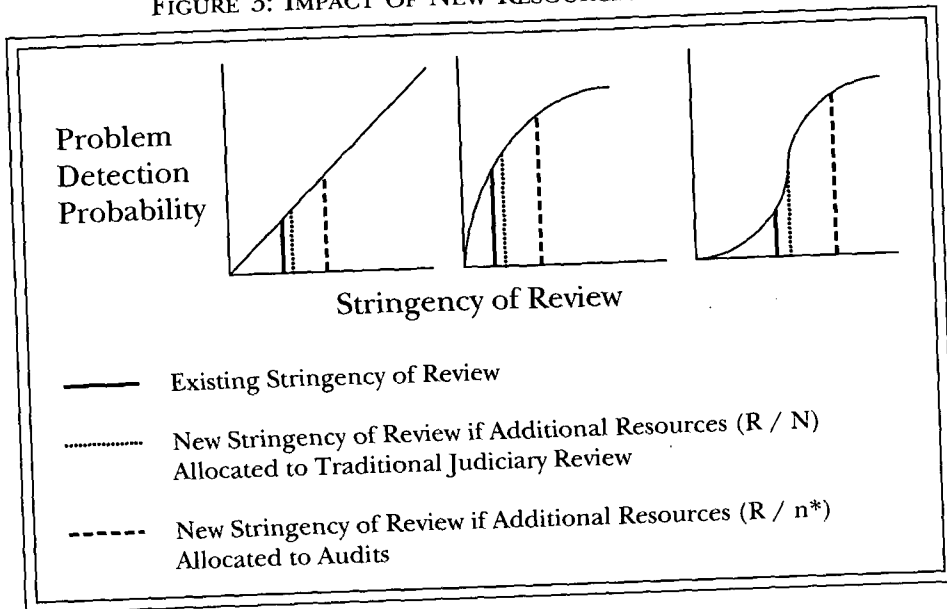 FIGURE 3: IMPACT OF NEW
Problem
Detection
Probability
Stringency of Review
Existing Stringency of Review
New Stringency of Review if Additional Resources (R / N)
Allocated to Traditional Judiciary Review
New Stringency of Review if Additional Resources (R / n*)
Allocated to Audits